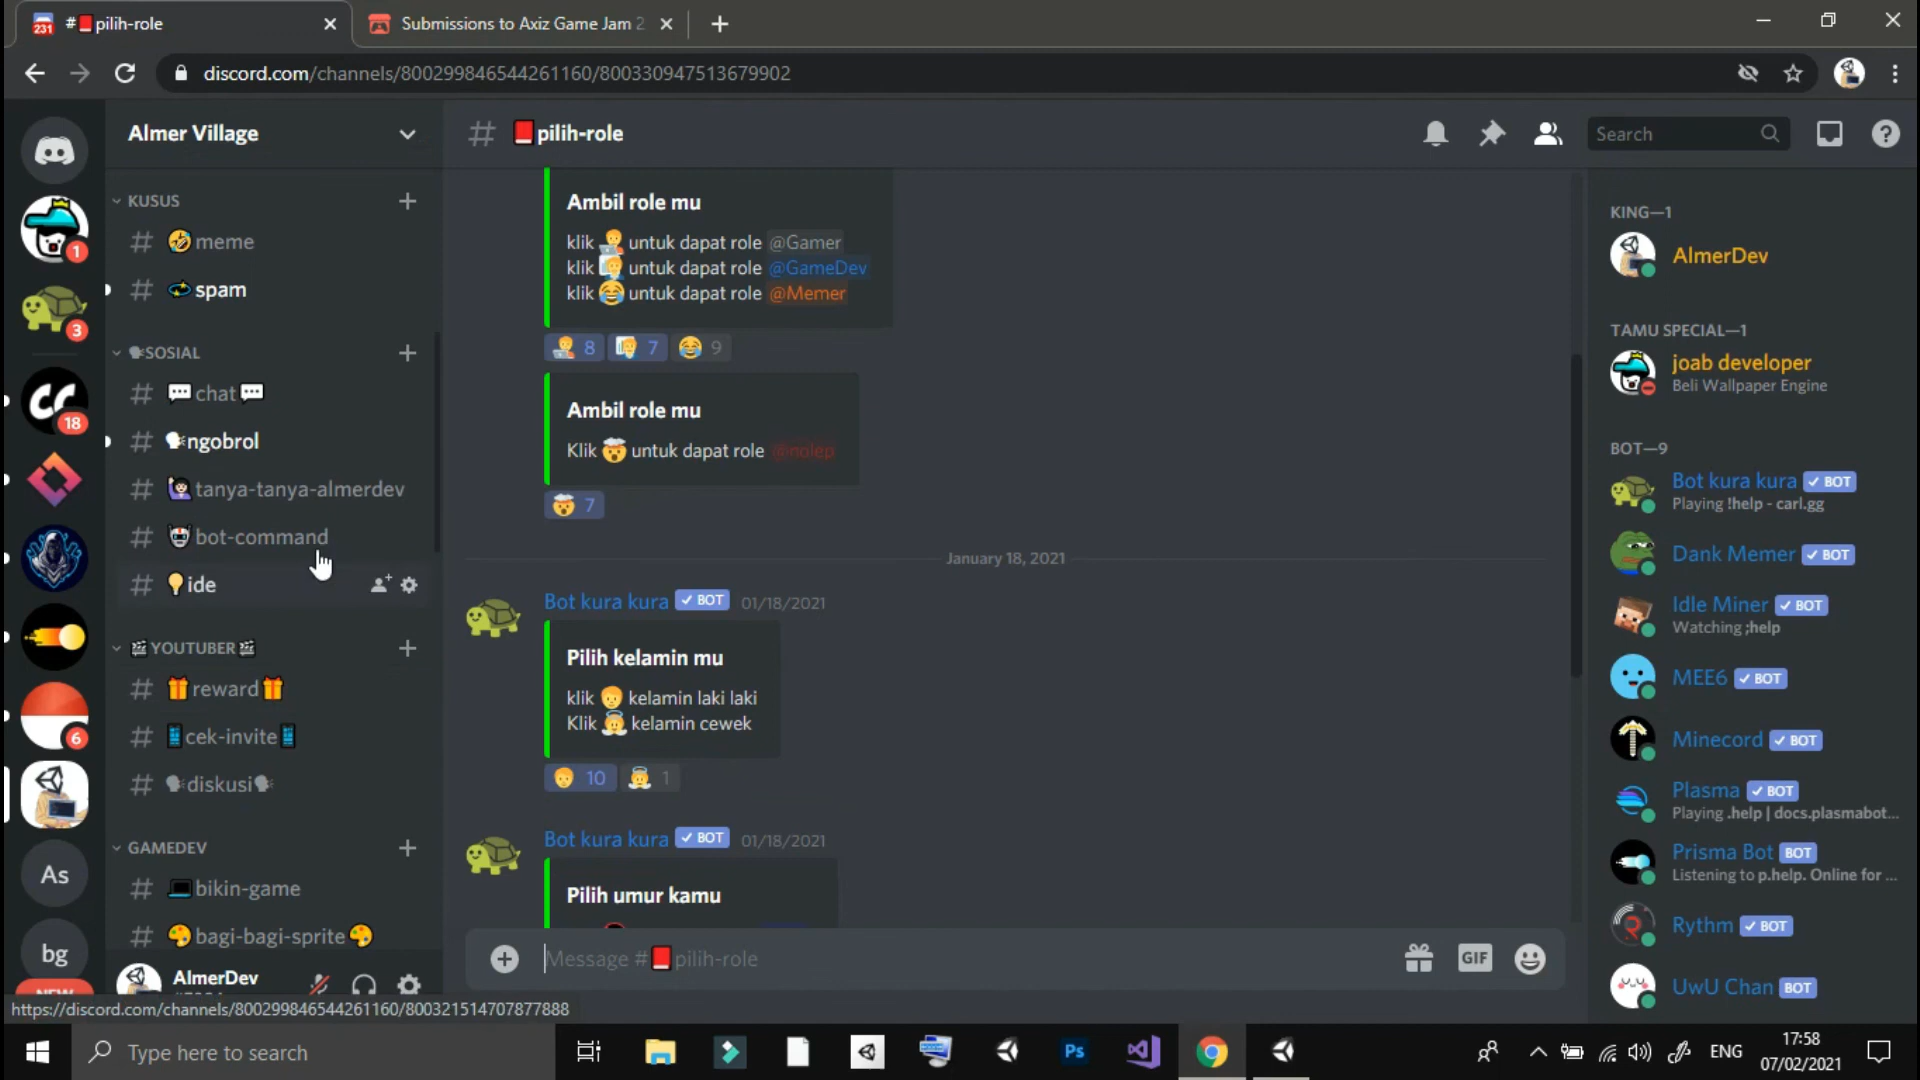 231
#📕pilih-role
Submissions to Axiz Game Jam 2
discord.com/channels/800299846544261160/800330947513679902
Almer Village
# 📕pilih-role
Search
1
3
18
6
As
bg
NEW
KUSUS
# 🤣meme
# spam
🗣SOSIAL
# 💬chat💬
# 🗣ngobrol
# 🙋tanya-tanya-almerdev
# 🤖bot-command
# 💡ide
🎬YOUTUBER🎬
# 🎁reward🎁
# 📱cek-invite📱
# 🗣diskusi🗣
GAMEDEV
# 💻bikin-game
# 🎨bagi-bagi-sprite🎨
AlmerDev
Ambil role mu
klik 👨‍💻 untuk dapat role @Gamer
klik untuk dapat role @GameDev
klik 😂 untuk dapat role @Memer
8 7 9
Ambil role mu
Klik 🤯 untuk dapat role @nolep
7
January 18, 2021
Bot kura kura ✓ BOT 01/18/2021
Pilih kelamin mu
klik 👦 kelamin laki laki
Klik 👼 kelamin cewek
10 1
Bot kura kura ✓ BOT 01/18/2021
Pilih umur kamu
Message #📕pilih-role
GIF
KING—1
AlmerDev
TAMU SPECIAL—1
joab developer
Beli Wallpaper Engine
BOT—9
Bot kura kura ✓ BOT
Playing !help - carl.gg
Dank Memer ✓ BOT
Idle Miner ✓ BOT
Watching ;help
MEE6 ✓ BOT
Minecord ✓ BOT
Plasma ✓ BOT
Playing .help | docs.plasmabot...
Prisma Bot BOT
Listening to p.help. Online for ...
Rythm ✓ BOT
UwU Chan BOT
https://discord.com/channels/800299846544261160/800321514707877888
Type here to search
Ps
ENG
17:58
07/02/2021